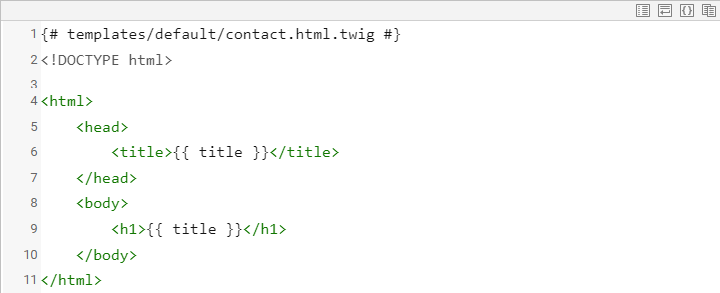 1 {# templates/default/contact.html.twig #}
2 <!DOCTYPE html>
3
4 <html>
5     <head>
6         <title>{{ title }}</title>
7     </head>
8     <body>
9         <h1>{{ title }}</h1>
10     </body>
11 </html>